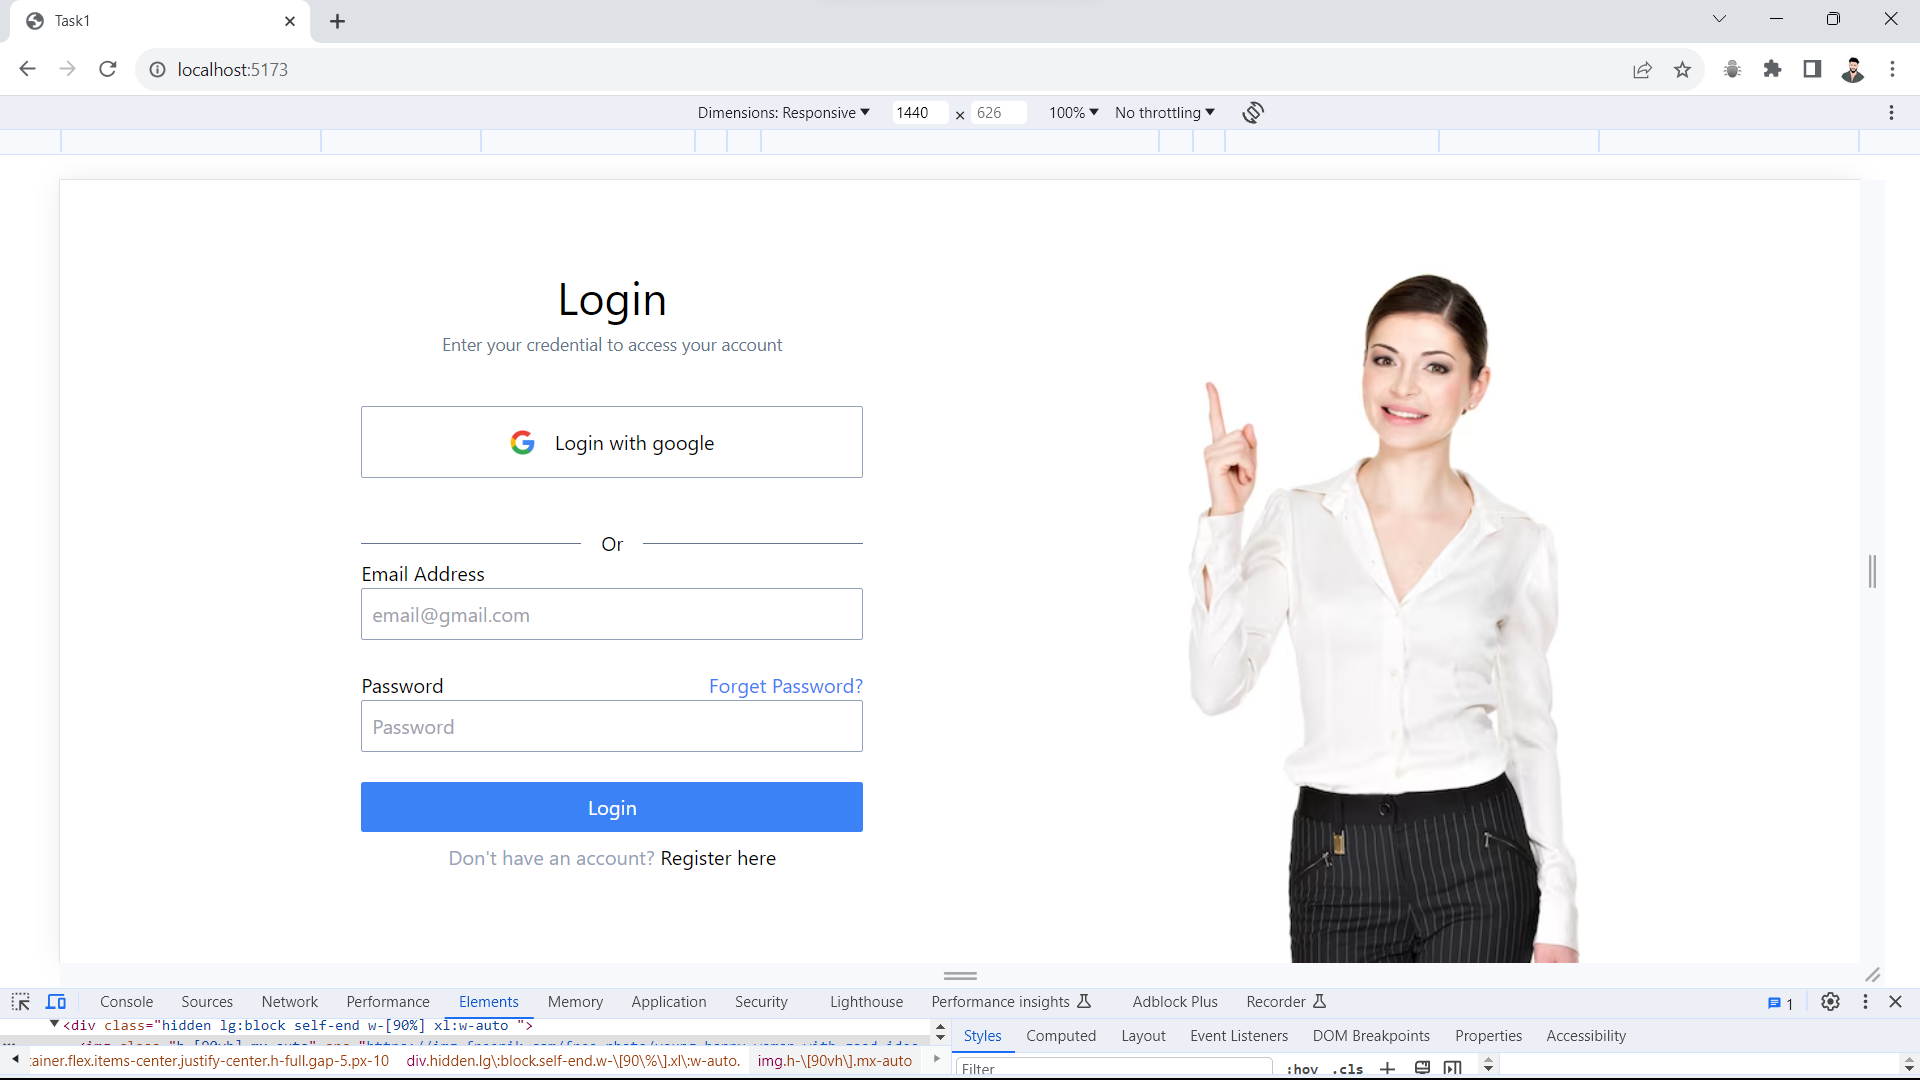 Task1
localhost:5173
Dimensions: Responsive 1440 × 626 100% No throttling
Login
Enter your credential to access your account
Login with google
Or
Email Address
email@gmail.com
Password Forget Password?
Password
Login
Don't have an account? Register here
Console Sources Network Performance Elements Memory Application Security Lighthouse Performance insights Adblock Plus Recorder 1
<div class="hidden lg:block self-end w-[90%] xl:w-auto ">
Styles Computed Layout Event Listeners DOM Breakpoints Properties Accessibility
tainer.flex.items-center.justify-center.h-full.gap-5.px-10 div.hidden.lg\:block.self-end.w-\[90\%\].xl\:w-auto. img.h-\[90vh\].mx-auto
Filter :hov .cls